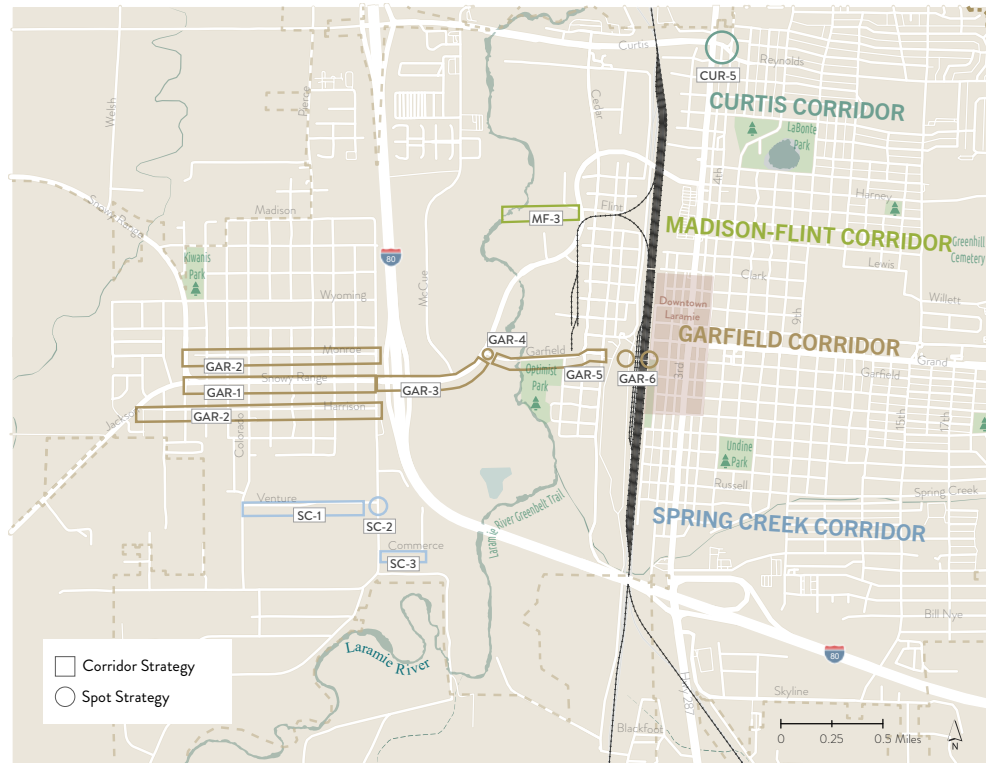 Curtis
CUR-5
Reynolds
CURTIS CORRIDOR
Welsh
Pierce
Cedar
LaBonte
Park
4th
Harney
Snowy Range
Madison
Flint
MF-3
MADISON-FLINT CORRIDOR
Greenhill
Cemetery
Lewis
Kiwanis
Park
80
McCue
Clark
Wyoming
Willett
9th
Downtown
Laramie
GARFIELD CORRIDOR
GAR-4
Monroe
Garfield
Grand
GAR-2
Optimist
Park
GAR-5
GAR-6
3rd
Garfield
Snowy Range
GAR-1
GAR-3
Harrison
GAR-2
Jackson
Colorado
15th
17th
Undine
Park
Russell
Spring Creek
Venture
SC-1
SC-2
Laramie River Greenbelt Trail
SPRING CREEK CORRIDOR
Commerce
SC-3
Bill Nye
Laramie River
80
Corridor Strategy
Spot Strategy
Hwy 287
Skyline
Blackfoot
0
0.25
0.5 Miles
N